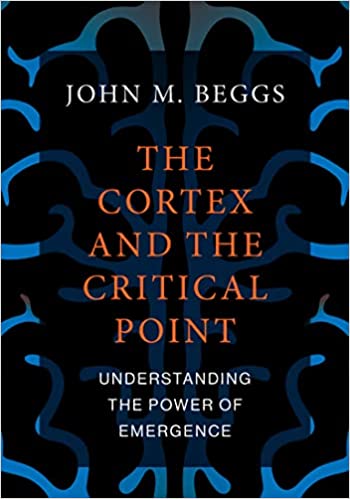 JOHN M. BEGGS
THE
CORTEX
AND THE
CRITICAL
POINT
UNDERSTANDING
THE POWER OF
EMERGENCE